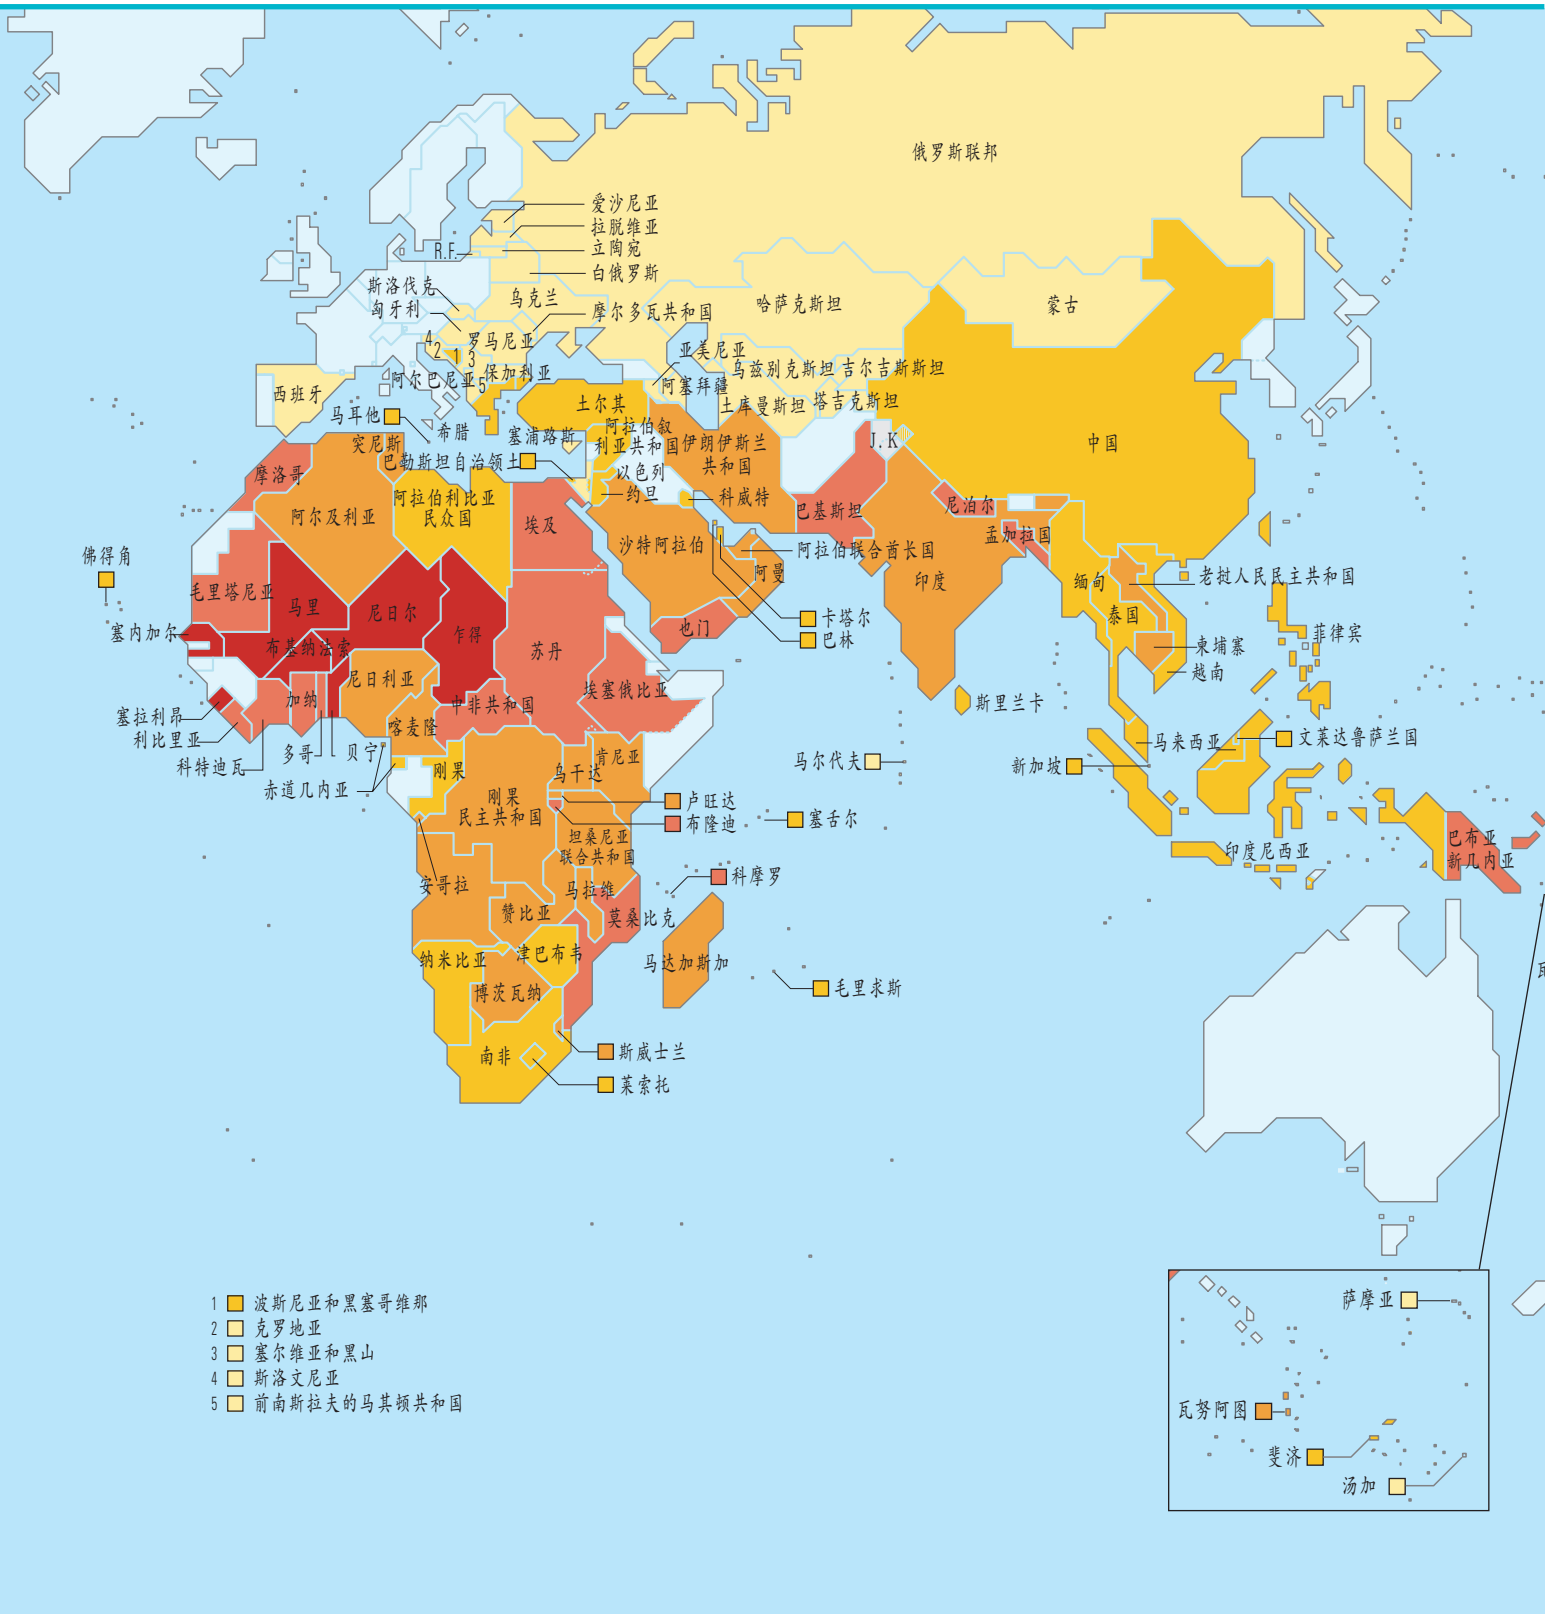 俄罗斯联邦
爱沙尼亚
拉脱维亚
立陶宛
R.F.
白俄罗斯
斯洛伐克
匈牙利
乌克兰
摩尔多瓦共和国
哈萨克斯坦
蒙古
4
2
1
3
5
罗马尼亚
亚美尼亚
乌兹别克斯坦
吉尔吉斯斯坦
阿尔巴尼亚
保加利亚
阿塞拜疆
西班牙
土库曼斯坦
塔吉克斯坦
马耳他
土尔其
希腊
塞浦路斯
阿拉伯叙
利亚共和国
伊朗伊斯兰
共和国
J.K
中国
突尼斯
巴勒斯坦自治领土
以色列
摩洛哥
约旦
科威特
阿尔及利亚
阿拉伯利比亚
民众国
埃及
巴基斯坦
尼泊尔
沙特阿拉伯
阿拉伯联合酋长国
孟加拉国
佛得角
阿曼
印度
缅甸
老挝人民民主共和国
毛里塔尼亚
马里
尼日尔
乍得
泰国
卡塔尔
塞内加尔
布基纳法索
也门
巴林
菲律宾
苏丹
柬埔寨
越南
尼日利亚
埃塞俄比亚
加纳
中非共和国
斯里兰卡
塞拉利昂
利比里亚
喀麦隆
科特迪瓦
多哥
贝宁
肯尼亚
马来西亚
文莱达鲁萨兰国
赤道几内亚
刚果
乌干达
马尔代夫
新加坡
刚果
民主共和国
卢旺达
布隆迪
塞舌尔
坦桑尼亚
联合共和国
印度尼西亚
巴布亚
新几内亚
安哥拉
马拉维
科摩罗
赞比亚
莫桑比克
纳米比亚
津巴布韦
马达加斯加
博茨瓦纳
毛里求斯
南非
斯威士兰
莱索托
1 波斯尼亚和黑塞哥维那
2 克罗地亚
3 塞尔维亚和黑山
4 斯洛文尼亚
5 前南斯拉夫的马其顿共和国
萨摩亚
瓦努阿图
斐济
汤加